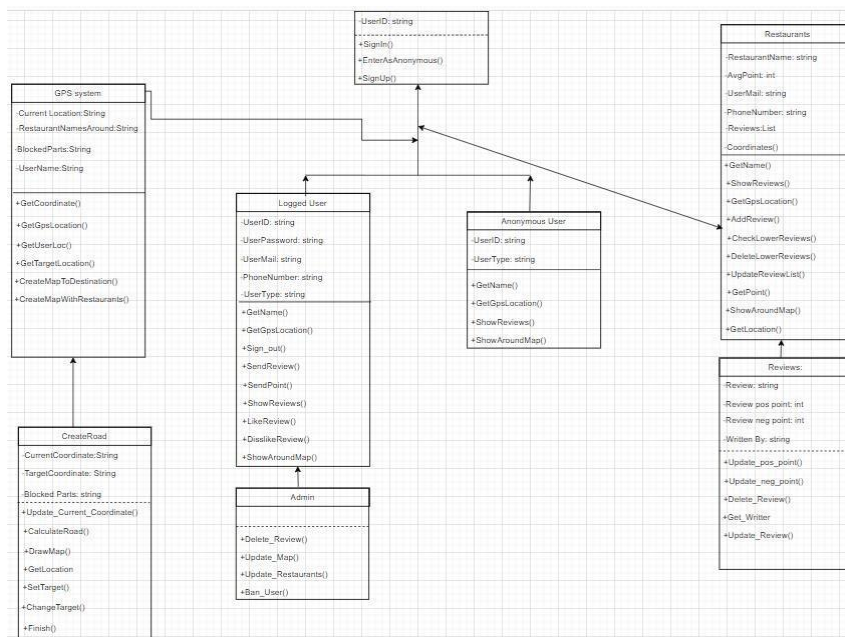 -UserID: string
+SignIn()
+EnterAsAnonymous()
+SignUp()
GPS system
-Current Location:String
-RestaurantNamesAround:String
-BlockedParts:String
-UserName:String
+GetCoordinate()
+GetGpsLocation()
+GetUserLoc()
+GetTargetLocation()
+CreateMapToDestination()
+CreateMapWithRestaurants()
CreateRoad
-CurrentCoordinate:String
-TargetCoordinate: String
-Blocked Parts: string
+Update_Current_Coordinate()
+CalculateRoad()
+DrawMap()
+GetLocation
+SetTarget()
+ChangeTarget()
+Finish()
Logged User
-UserID: string
-UserPassword: string
-UserMail: string
-PhoneNumber: string
-UserType: string
+GetName()
+GetGpsLocation()
+Sign_out()
+SendReview()
+SendPoint()
+ShowReviews()
+LikeReview()
+DisslikeReview()
+ShowAroundMap()
Admin
+Delete_Review()
+Update_Map()
+Update_Restaurants()
+Ban_User()
Anonymous User
-UserID: string
-UserType: string
+GetName()
+GetGpsLocation()
+ShowReviews()
+ShowAroundMap()
Restaurants
-RestaurantName: string
-AvgPoint: int
-UserMail: string
-PhoneNumber: string
-Reviews:List
-Coordinates()
+GetName()
+ShowReviews()
+GetGpsLocation()
+AddReview()
+CheckLowerReviews()
+DeleteLowerReviews()
+UpdateReviewList()
+GetPoint()
+ShowAroundMap()
+GetLocation()
Reviews:
-Review: string
-Review pos point: int
-Review neg point: int
-Written By: string
+Update_pos_point()
+Update_neg_point()
+Delete_Review()
+Get_Writter
+Update_Review()